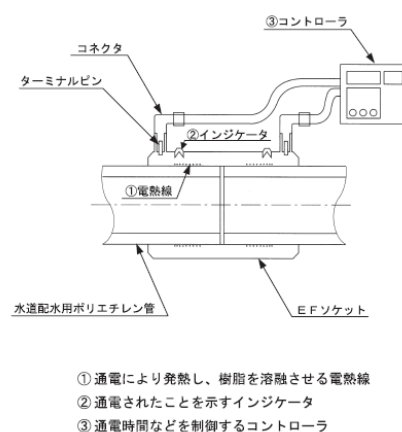 ③コントローラ
コネクタ
ターミナルピン
②インジケータ
①電熱線
水道配水用ポリエチレン管
ＥＦソケット
① 通電により発熱し、樹脂を溶融させる電熱線
② 通電されたことを示すインジケータ
③ 通電時間などを制御するコントローラ